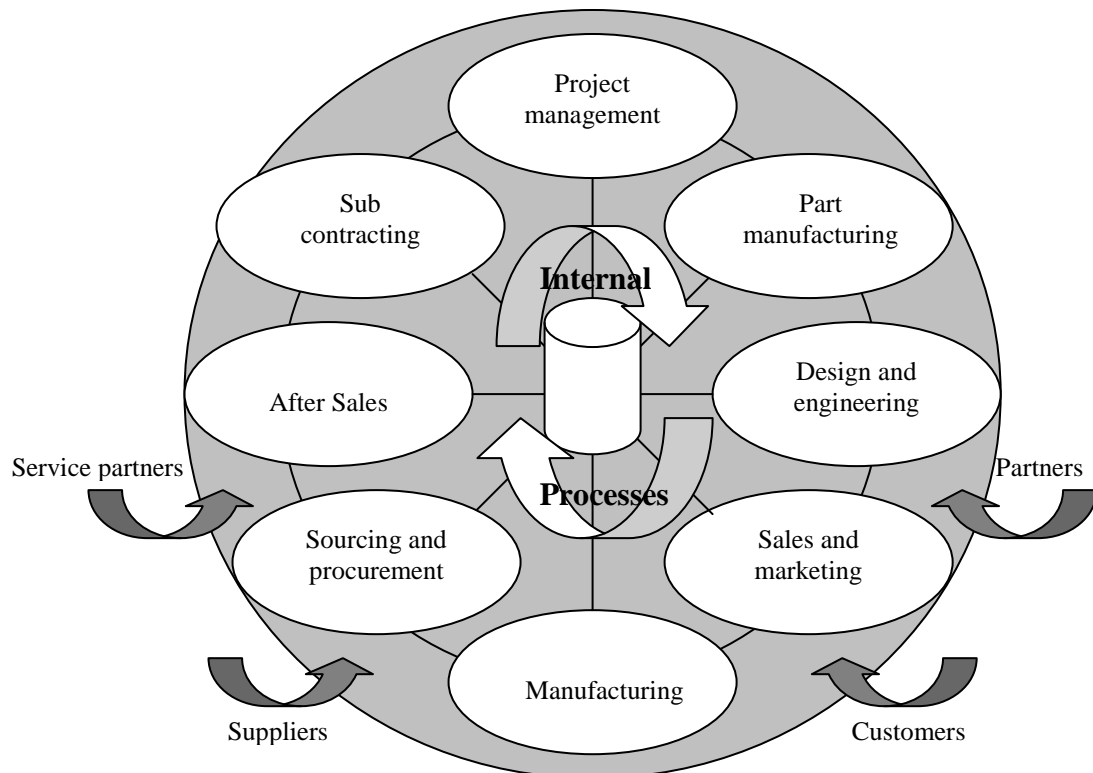 Project
management
Sub
contracting
Part
manufacturing
Internal
After Sales
Design and
engineering
Service partners
Partners
Processes
Sourcing and
procurement
Sales and
marketing
Manufacturing
Suppliers
Customers